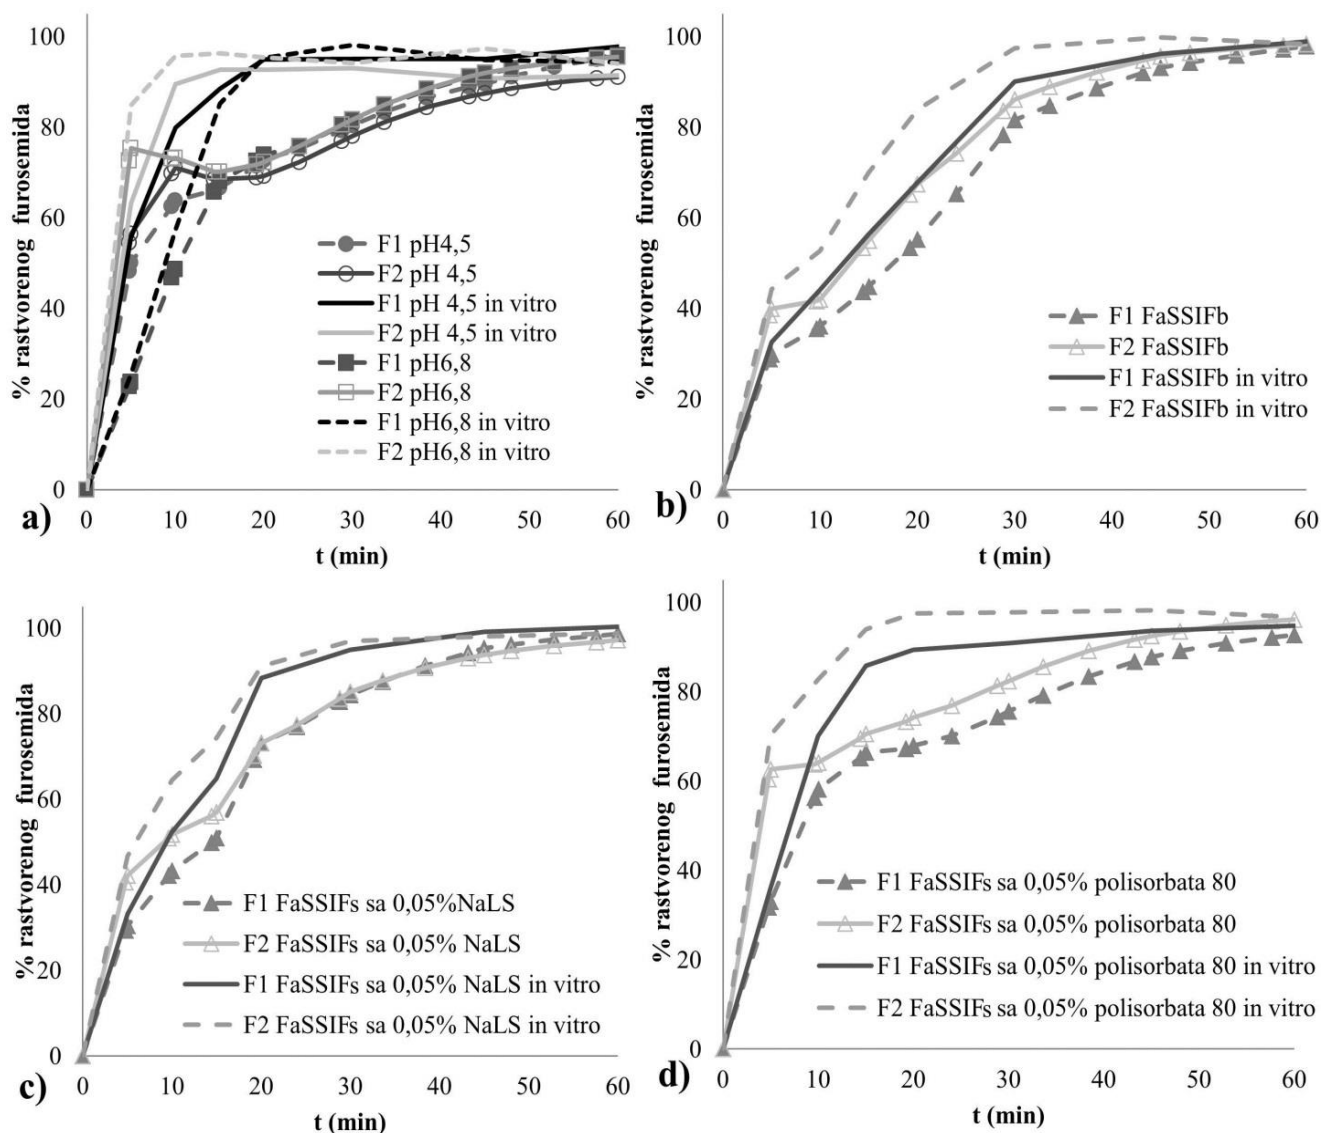 % rastvorenog furosemida
100
80
60
40
20
0
F1 pH4,5
F2 pH 4,5
F1 pH 4,5 in vitro
F2 pH 4,5 in vitro
F1 pH6,8
F2 pH6,8
F1 pH6,8 in vitro
F2 pH6,8 in vitro
0 10 20 30 40 50 60
t (min)
a)
% rastvorenog furosemida
100
80
60
40
20
0
F1 FaSSIFb
F2 FaSSIFb
F1 FaSSIFb in vitro
F2 FaSSIFb in vitro
0 10 20 30 40 50 60
t (min)
b)
% rastvorenog furosemida
100
80
60
40
20
0
F1 FaSSIFs sa 0,05%NaLS
F2 FaSSIFs sa 0,05% NaLS
F1 FaSSIFs sa 0,05% NaLS in vitro
F2 FaSSIFs sa 0,05% NaLS in vitro
0 10 20 30 40 50 60
t (min)
c)
% rastvorenog furosemida
100
80
60
40
20
0
F1 FaSSIFs sa 0,05% polisorbata 80
F2 FaSSIFs sa 0,05% polisorbata 80
F1 FaSSIFs sa 0,05% polisorbata 80 in vitro
F2 FaSSIFs sa 0,05% polisorbata 80 in vitro
0 10 20 30 40 50 60
t (min)
d)